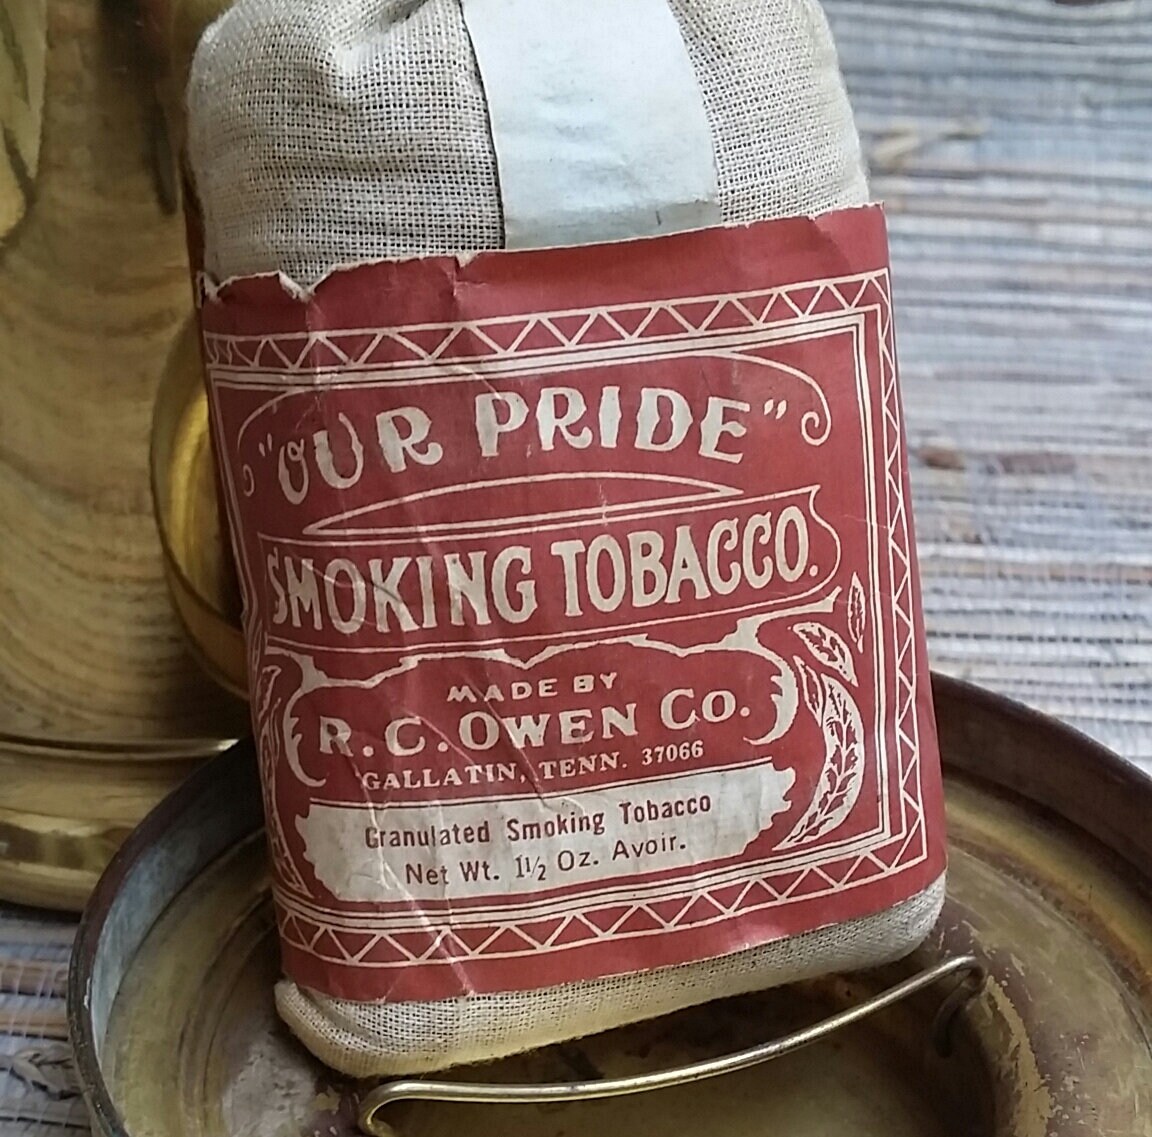 "OUR PRIDE"
SMOKING TOBACCO.
MADE BY
R.C. OWEN CO.
GALLATIN, TENN. 37066
Granulated Smoking Tobacco
Net Wt. 1½ Oz. Avoir.